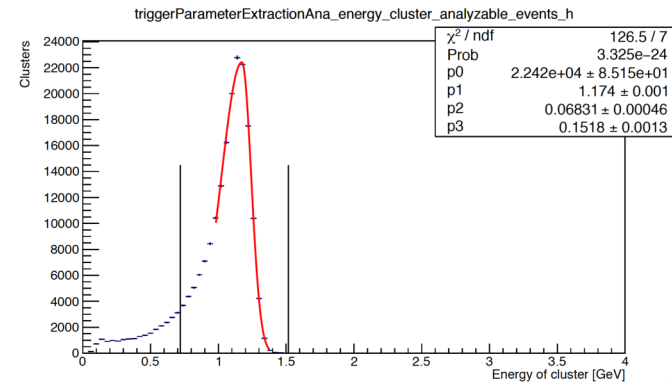 triggerParameterExtractionAna_energy_cluster_analyzable_events_h
χ² / ndf 126.5 / 7
Prob 3.325e−24
p0 2.242e+04 ± 8.515e+01
p1 1.174 ± 0.001
p2 0.06831 ± 0.00046
p3 0.1518 ± 0.0013
Clusters
24000
22000
20000
18000
16000
14000
12000
10000
8000
6000
4000
2000
0
0 0.5 1 1.5 2 2.5 3 3.5 4
Energy of cluster [GeV]